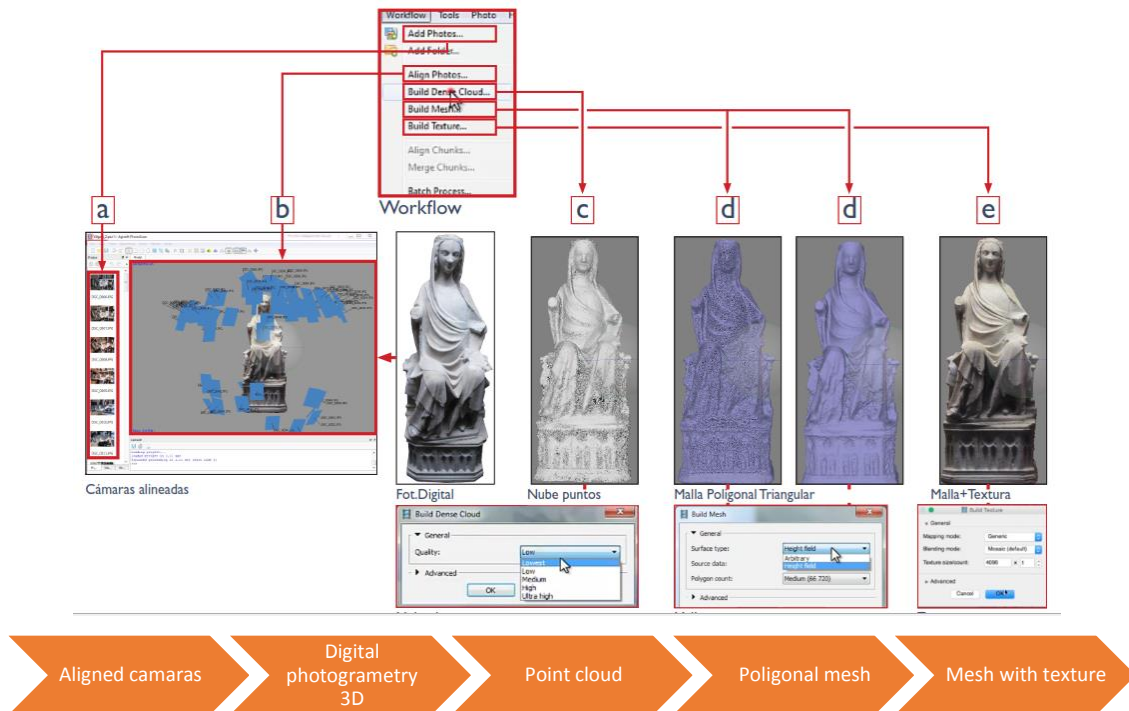 Workflow Tools Photo
Add Photos...
Add Folder...
Align Photos...
Build Dense Cloud...
Build Mesh...
Build Texture...
Align Chunks...
Merge Chunks...
Batch Process...
Workflow
a
b
c
d
d
e
Cámaras alineadas
Fot.Digital
Nube puntos
Malla Poligonal Triangular
Malla+Textura
Build Dense Cloud
General
Quality:
Low
Lowest
Low
Medium
High
Ultra high
Advanced
OK
Build Mesh
General
Surface type:
Height field
Arbitrary
Height field
Source data:
Polygon count:
Medium (66 720)
Advanced
Build Texture
General
Mapping mode:
Generic
Blending mode:
Mosaic (default)
Texture size/count:
4096
x
1
Advanced
Cancel
OK
Aligned camaras
Digital
photogrametry
3D
Point cloud
Poligonal mesh
Mesh with texture